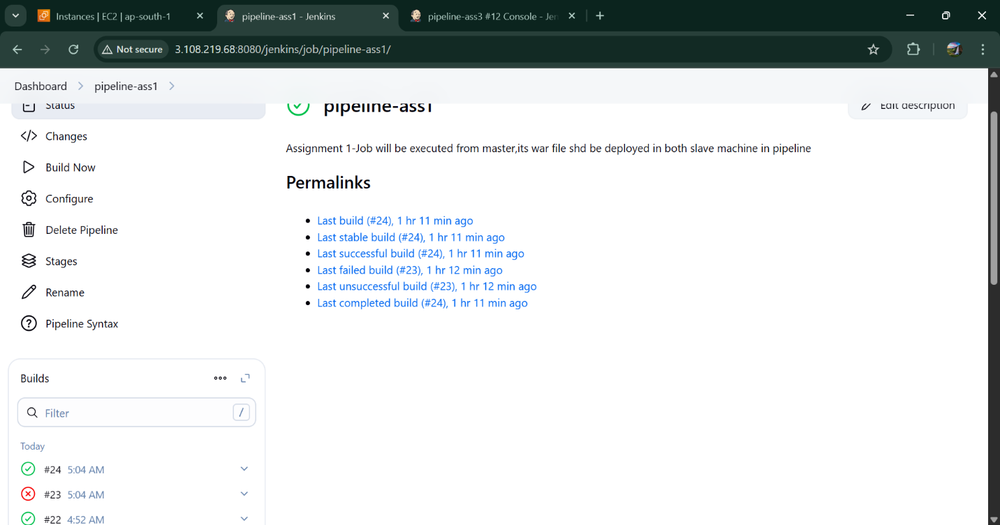 Instances | EC2 | ap-south-1
pipeline-ass1 - Jenkins
pipeline-ass3 #12 Console - Jen
Not secure
3.108.219.68:8080/jenkins/job/pipeline-ass1/
Dashboard
pipeline-ass1
Status
pipeline-ass1
Edit description
Changes
Build Now
Configure
Delete Pipeline
Stages
Rename
Pipeline Syntax
Assignment 1-Job will be executed from master,its war file shd be deployed in both slave machine in pipeline
Permalinks
Last build (#24), 1 hr 11 min ago
Last stable build (#24), 1 hr 11 min ago
Last successful build (#24), 1 hr 11 min ago
Last failed build (#23), 1 hr 12 min ago
Last unsuccessful build (#23), 1 hr 12 min ago
Last completed build (#24), 1 hr 11 min ago
Builds
Filter
/
Today
#24 5:04 AM
#23 5:04 AM
#22 4:52 AM